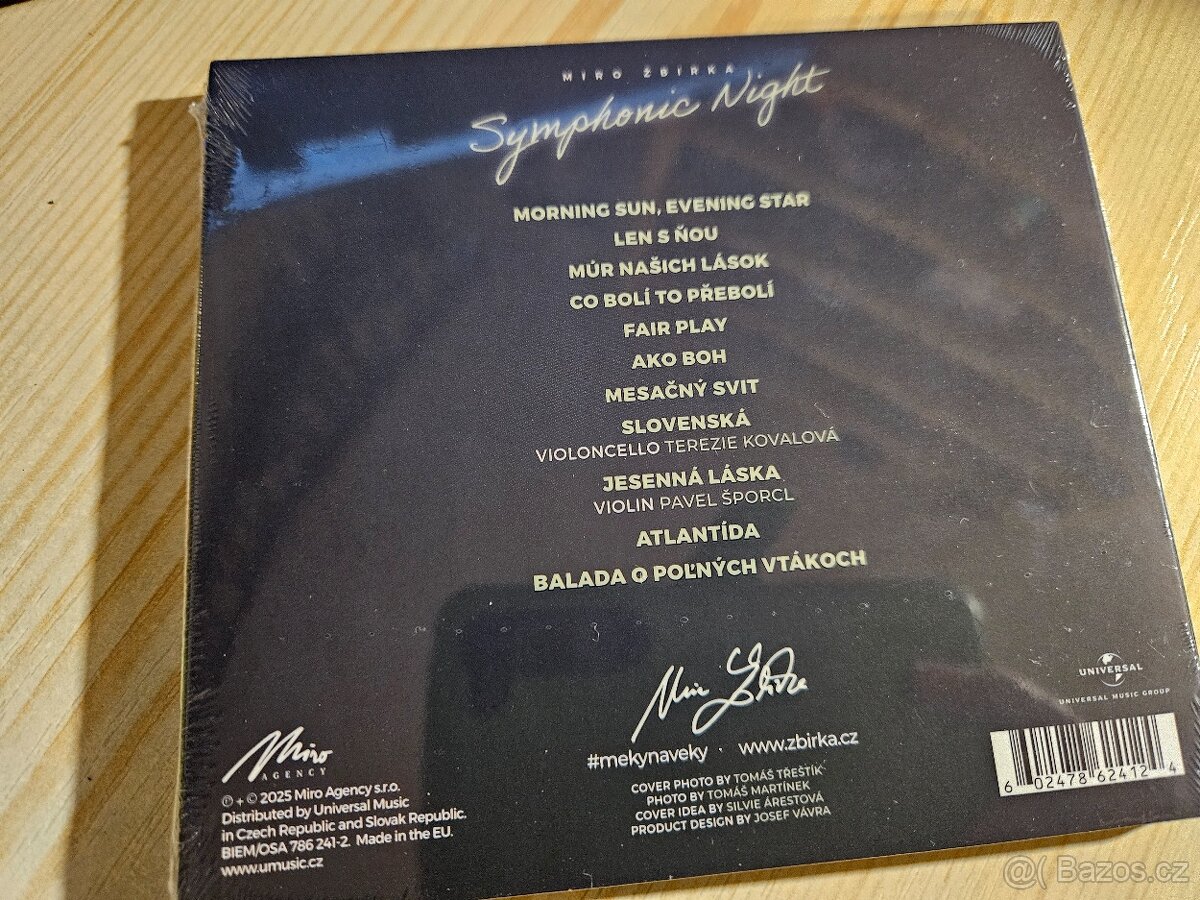 MIRO ŽBIRKA
Symphonic Night
MORNING SUN, EVENING STAR
LEN S ŇOU
MÚR NAŠICH LÁSOK
CO BOLÍ TO PŘEBOLÍ
FAIR PLAY
AKO BOH
MESAČNÝ SVIT
SLOVENSKÁ
VIOLONCELLO TEREZIE KOVALOVÁ
JESENNÁ LÁSKA
VIOLIN PAVEL ŠPORCL
ATLANTÍDA
BALADA O POĽNÝCH VTÁKOCH
Miro Žbirka
#mekynaveky · www.zbirka.cz
COVER PHOTO BY TOMÁŠ TŘEŠTÍK
PHOTO BY TOMÁŠ MARTÍNEK
COVER IDEA BY SILVIE ÁRESTOVÁ
PRODUCT DESIGN BY JOSEF VÁVRA
Miro
AGENCY
℗ + © 2025 Miro Agency s.r.o.
Distributed by Universal Music
in Czech Republic and Slovak Republic.
BIEM/OSA 786 241-2. Made in the EU.
www.umusic.cz
UNIVERSAL
UNIVERSAL MUSIC GROUP
6 02478 62412 4
@( Bazos.cz